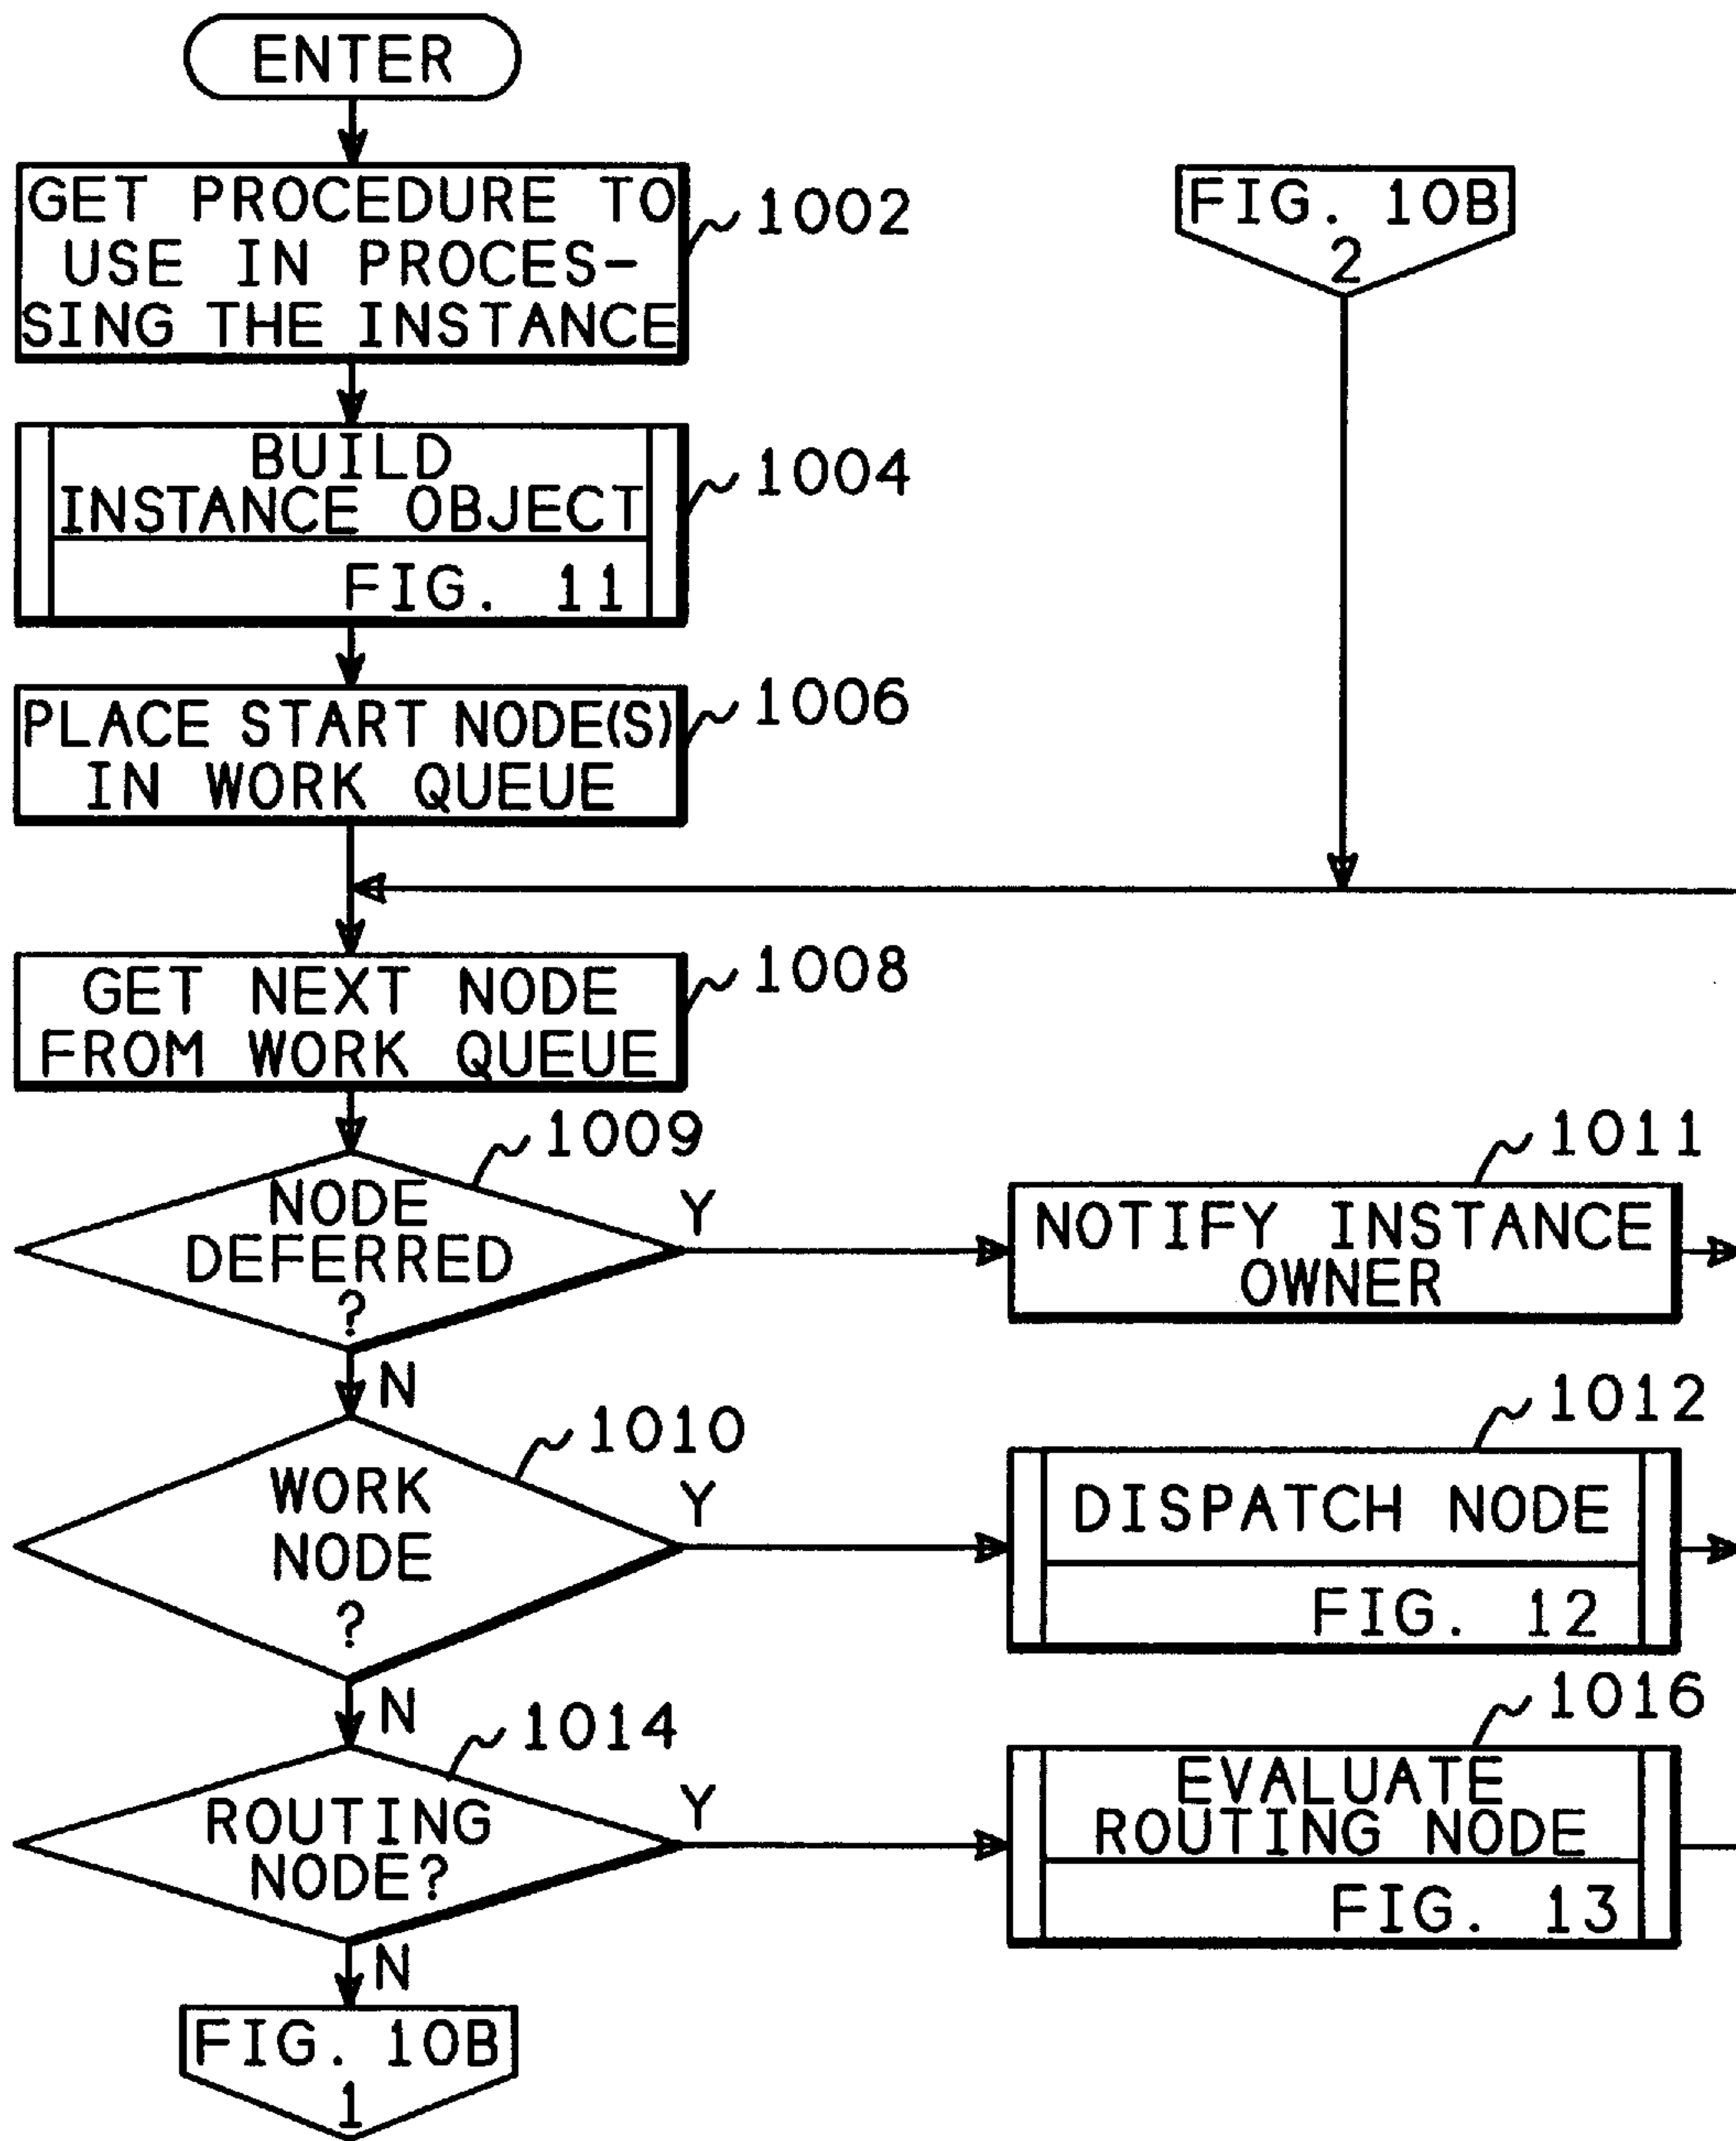 ENTER
GET PROCEDURE TO
USE IN PROCES-
SING THE INSTANCE
1002
FIG. 10B
2
BUILD
INSTANCE OBJECT
FIG. 11
1004
PLACE START NODE(S)
IN WORK QUEUE
1006
GET NEXT NODE
FROM WORK QUEUE
1008
NODE
DEFERRED
?
1009
Y
N
NOTIFY INSTANCE
OWNER
1011
WORK
NODE
?
1010
Y
N
DISPATCH NODE
FIG. 12
1012
ROUTING
NODE?
1014
Y
N
EVALUATE
ROUTING NODE
FIG. 13
1016
FIG. 10B
1